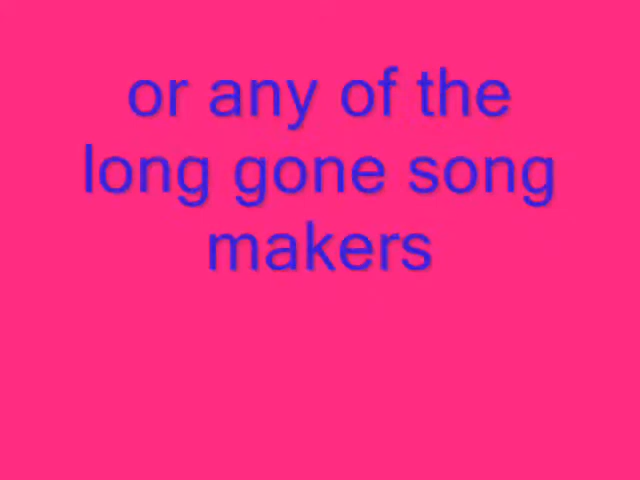 or any of the
long gone song
makers